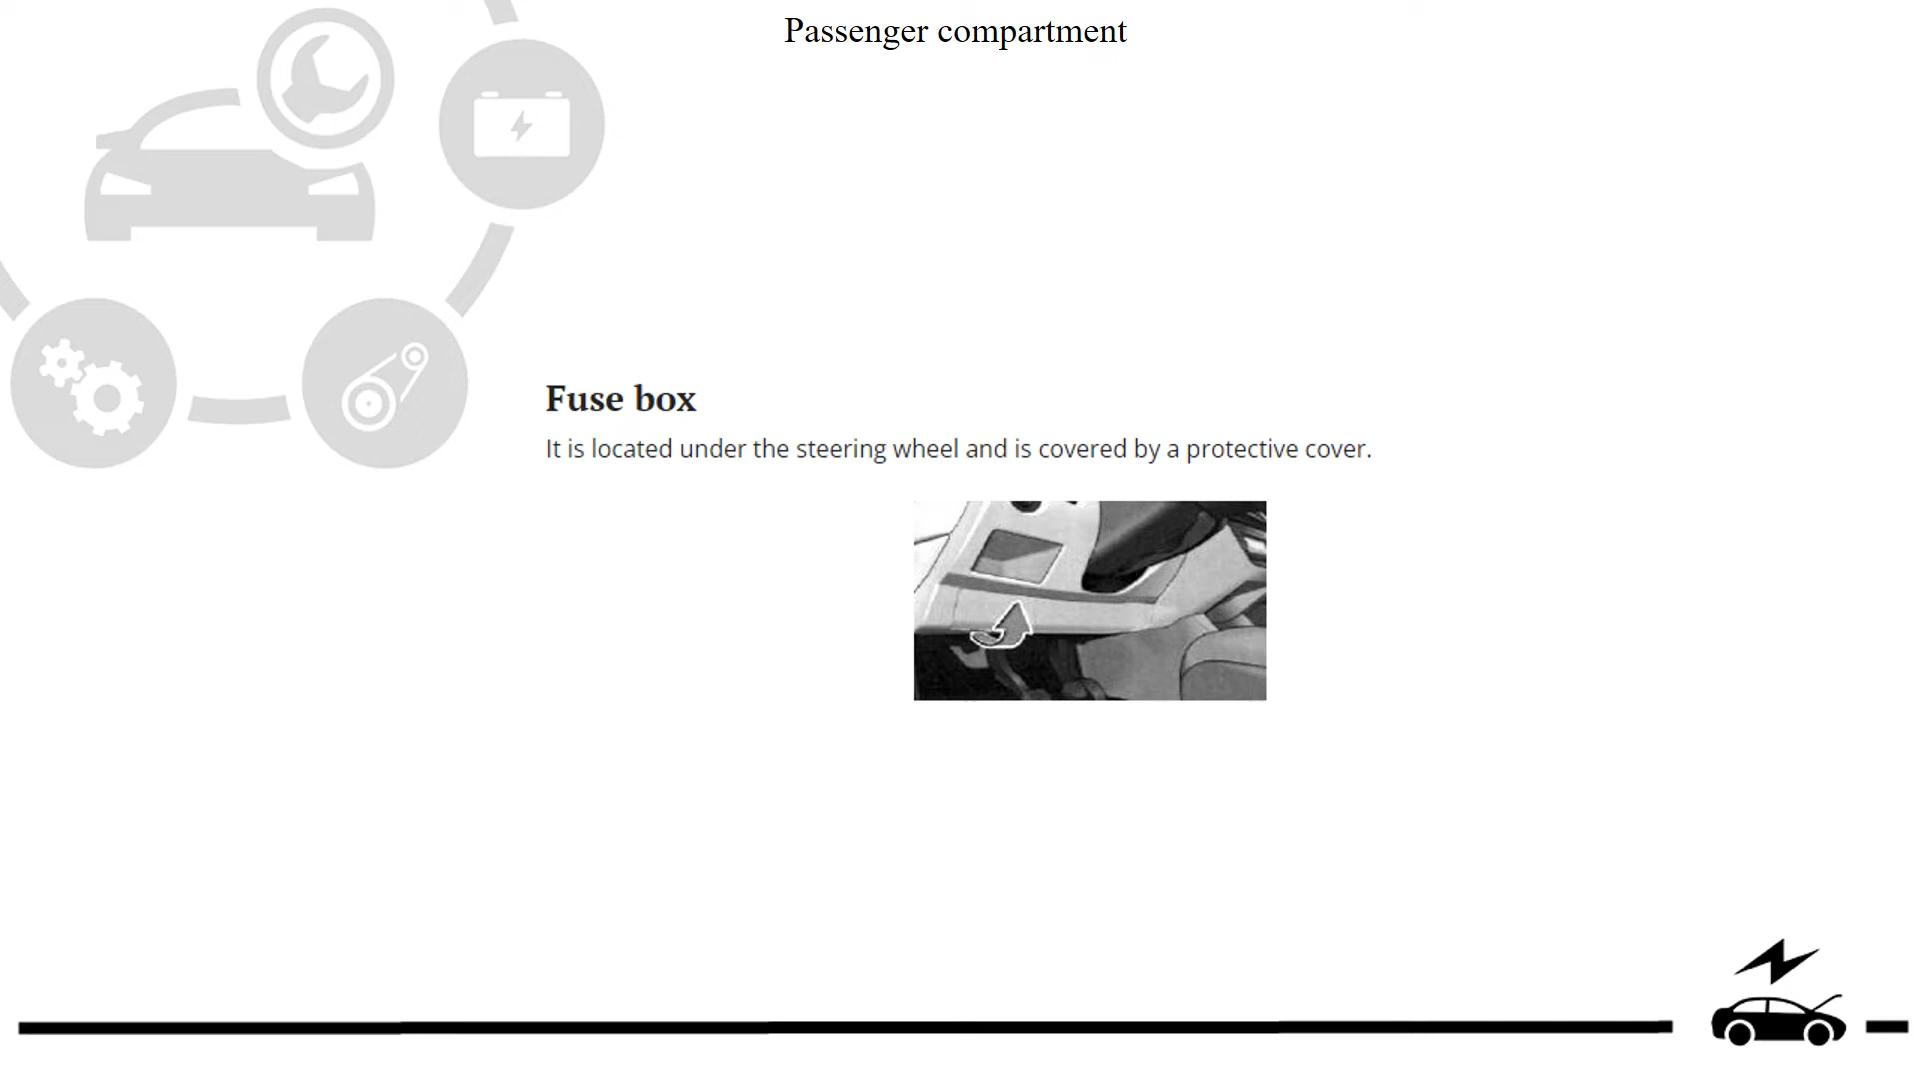 Passenger compartment
Fuse box
It is located under the steering wheel and is covered by a protective cover.